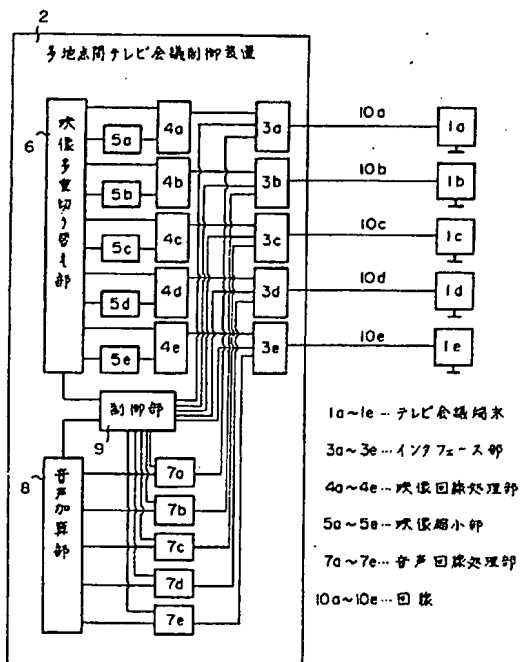 2
多地点間テレビ会議制御装置
6
映像多重切り替え部
5a
4a
3a
10a
1a
5b
4b
3b
10b
1b
5c
4c
3c
10c
1c
5d
4d
3d
10d
1d
5e
4e
3e
10e
1e
制御部
9
8
音声加算部
7a
7b
7c
7d
7e
1a~1e…テレビ会議端末
3a~3e…インタフェース部
4a~4e…映像回線処理部
5a~5e…映像縮小部
7a~7e…音声回線処理部
10a~10e…回線